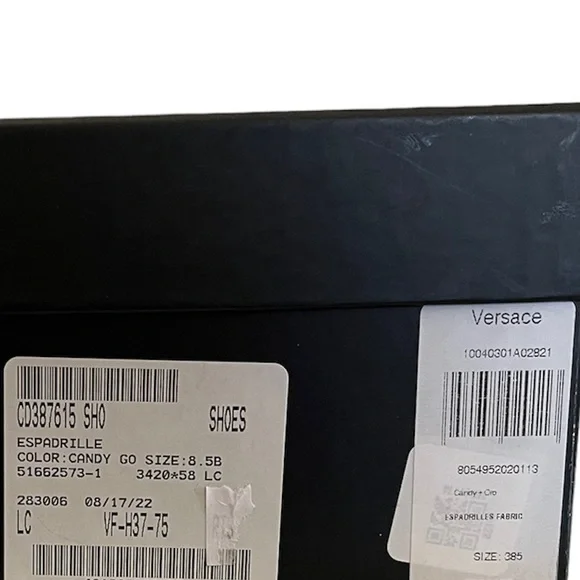 CD387615 SHO SHOES
ESPADRILLE
COLOR:CANDY GO SIZE:8.5B
51662573-1 3420*58 LC
283006 08/17/22
LC VF-H37-75
Versace
10040301A02821
8054952020113
Candy+Oro
ESPADRILLES FABRIC
SIZE: 385